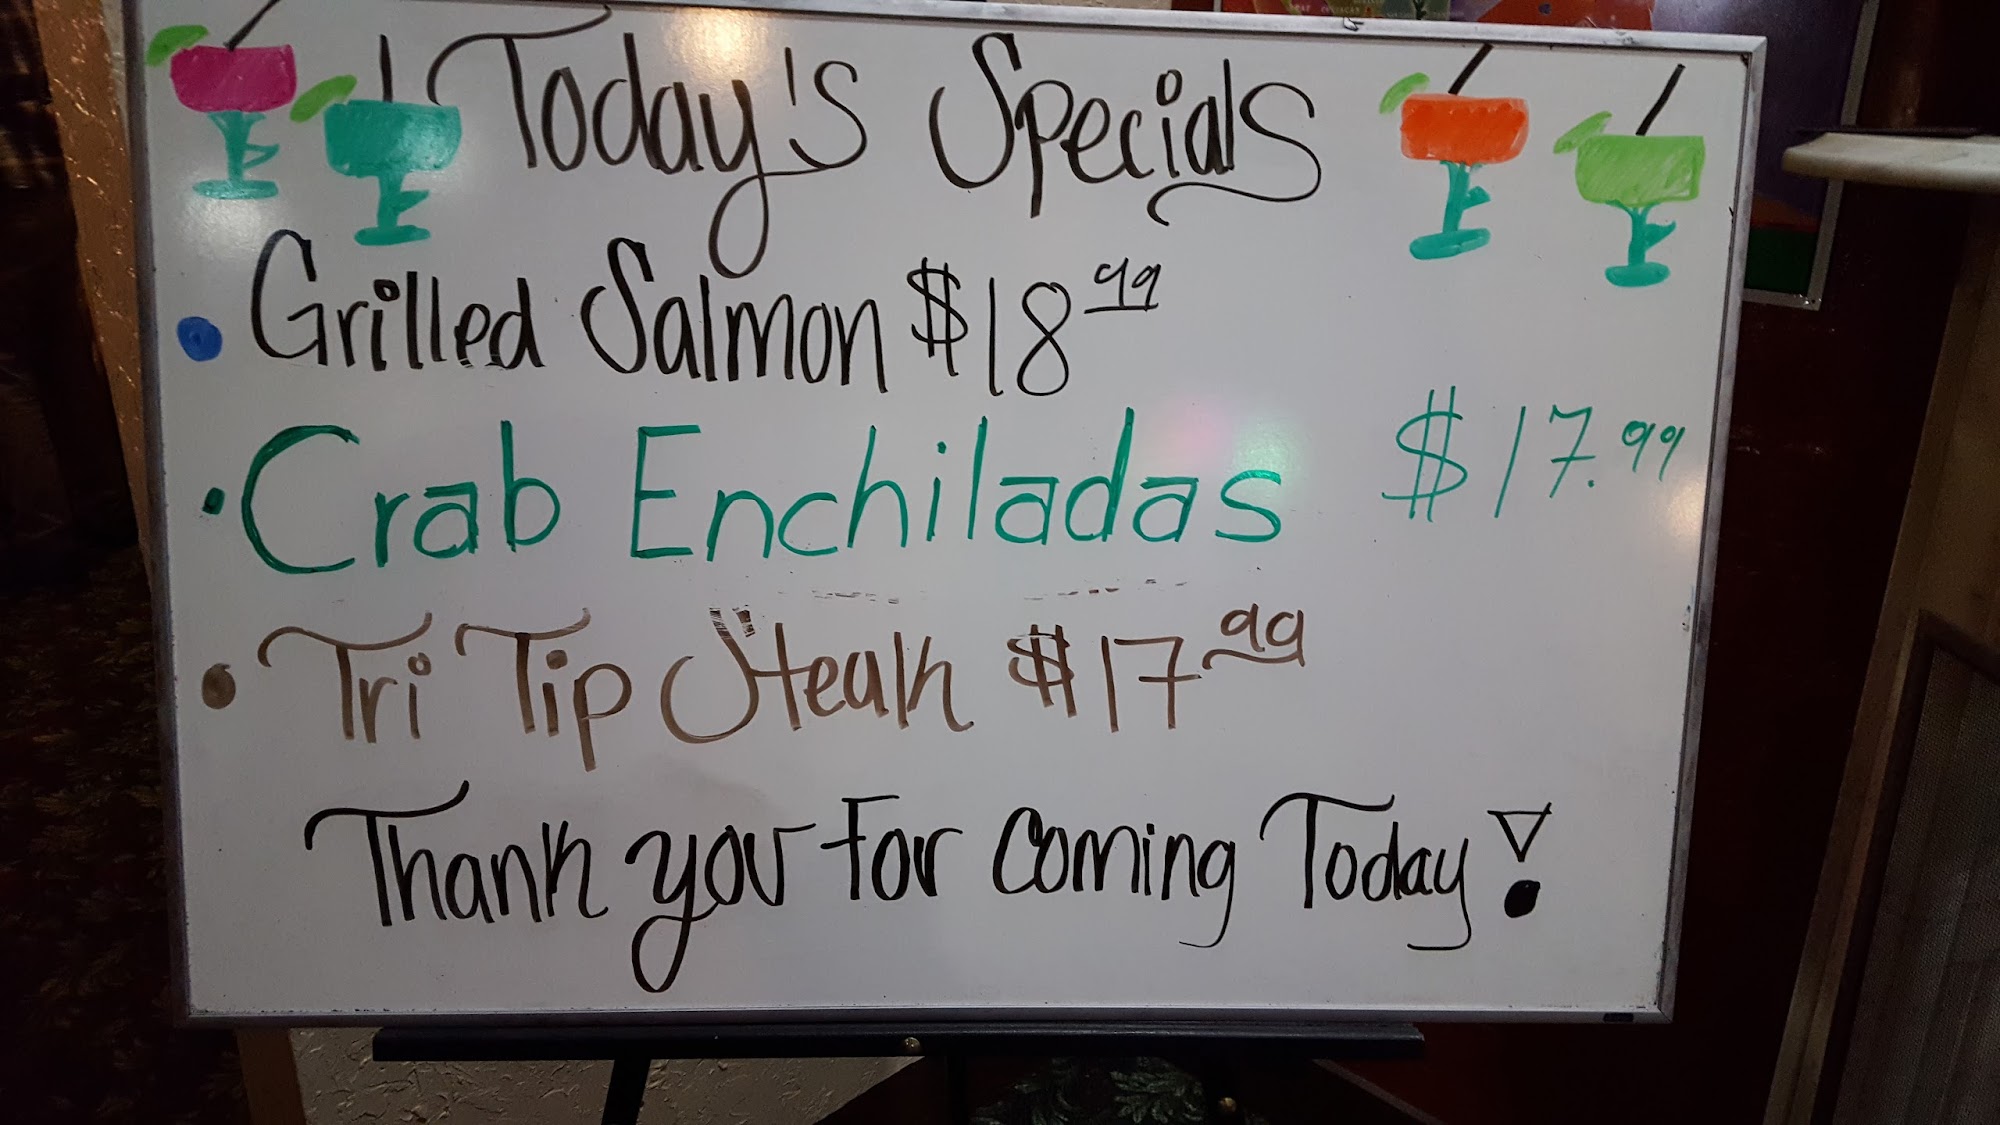 Today's Specials
• Grilled Salmon $18.99
• Crab Enchiladas $17.99
• Tri Tip Steak $17.99
Thank you for coming Today!